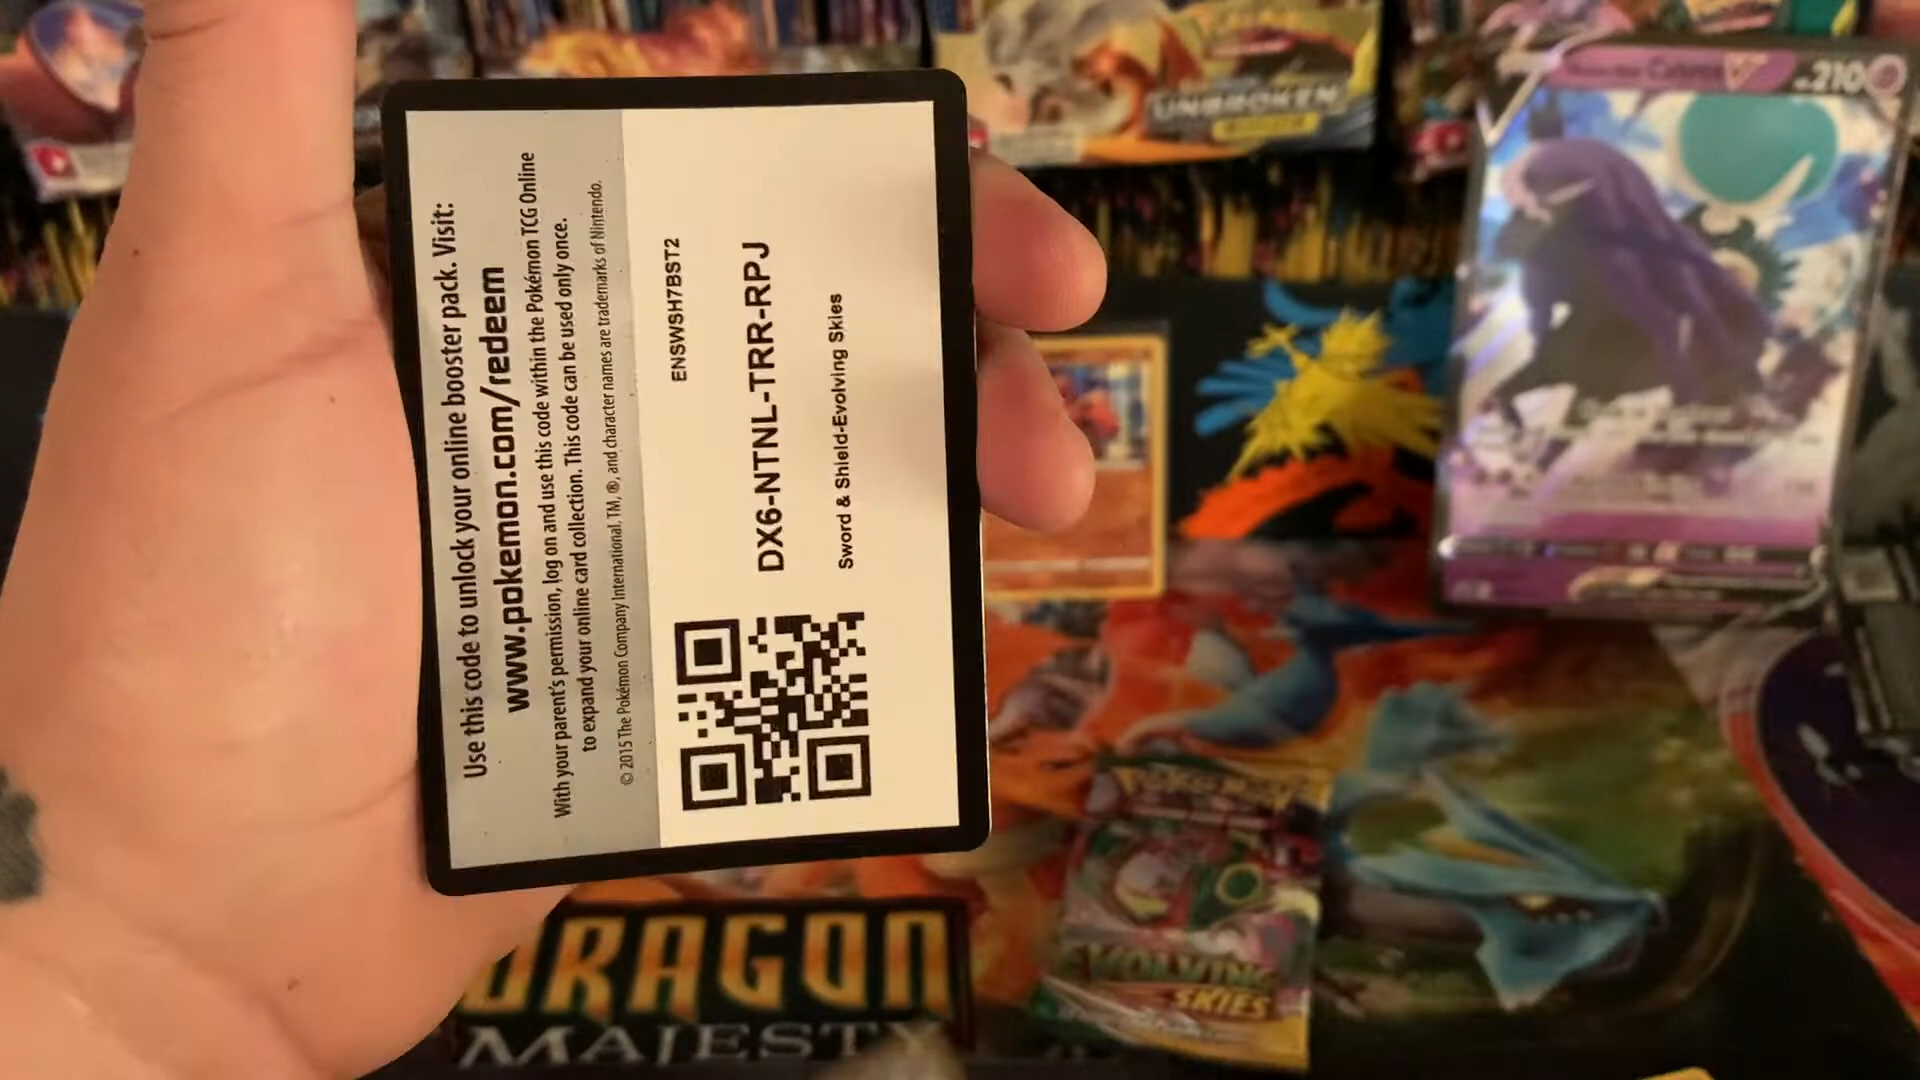 Use this code to unlock your online booster pack. Visit:
www.pokemon.com/redeem
With your parent's permission, log on and use this code within the Pokémon TCG Online
to expand your online card collection. This code can be used only once.
© 2015 The Pokémon Company International. TM, ®, and character names are trademarks of Nintendo.
ENSWSH7BST2
DX6-NTNL-TRR-RPJ
Sword & Shield-Evolving Skies
UNBROKEN
Calyrex V
210
POKÉMON
EVOLVING
SKIES
DRAGON
MAJESTY